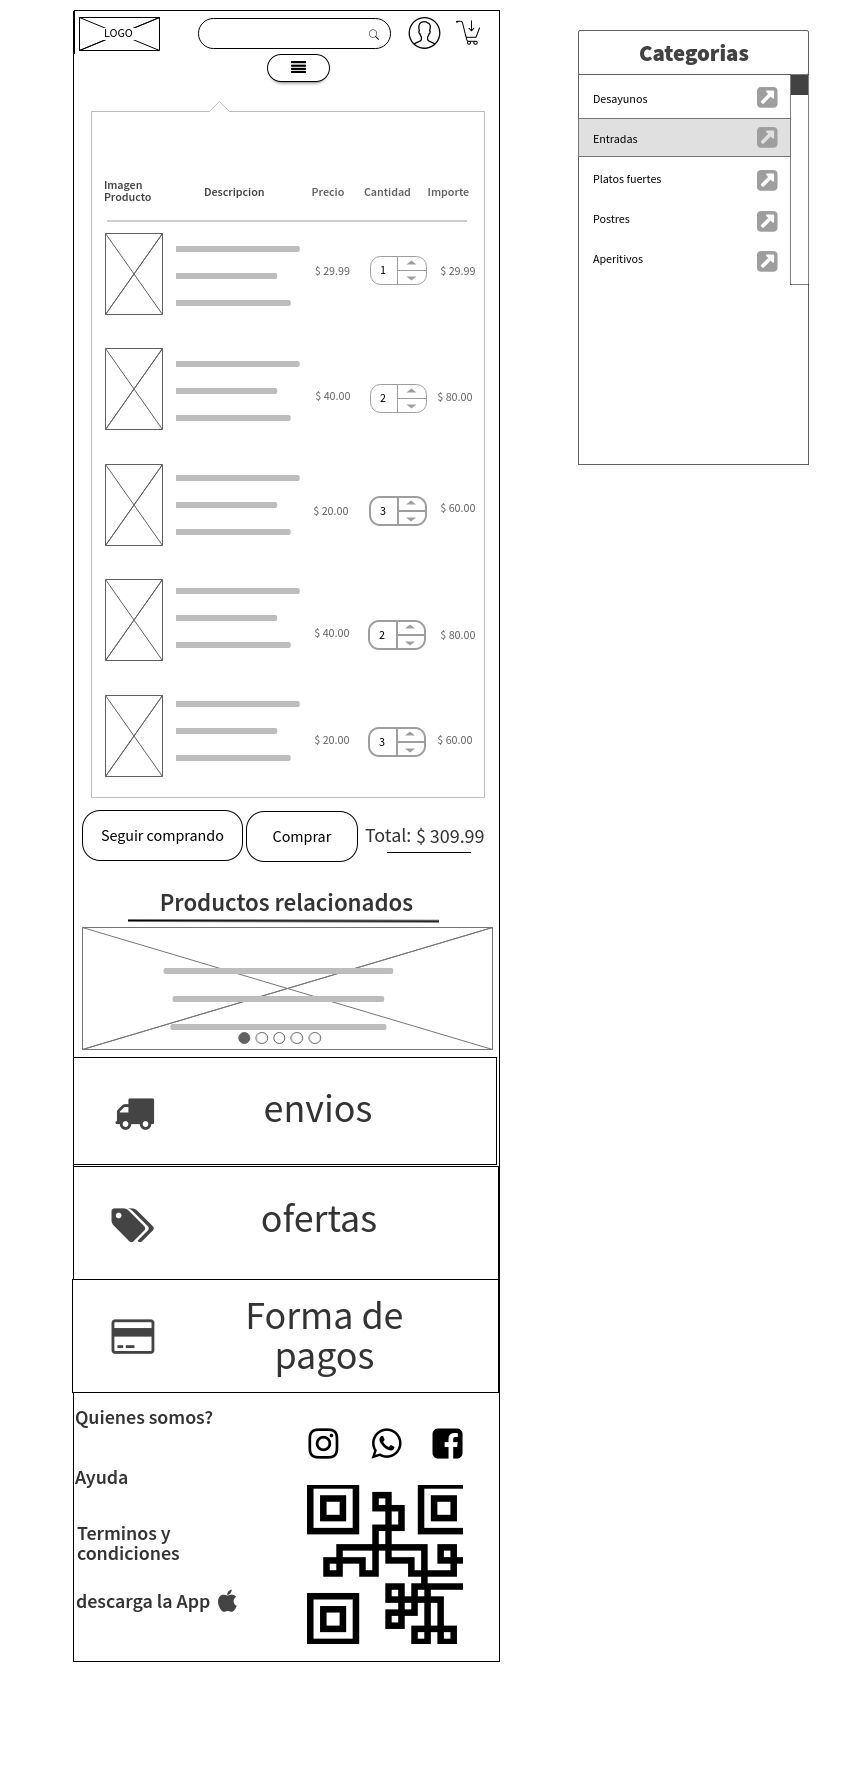 LOGO
Imagen
Producto
Descripcion
Precio
Cantidad
Importe
$ 29.99
1
$ 29.99
$ 40.00
2
$ 80.00
$ 20.00
3
$ 60.00
$ 40.00
2
$ 80.00
$ 20.00
3
$ 60.00
Seguir comprando
Comprar
Total: $ 309.99
Productos relacionados
envios
ofertas
Forma de
pagos
Quienes somos?
Ayuda
Terminos y
condiciones
descarga la App
Categorias
Desayunos
Entradas
Platos fuertes
Postres
Aperitivos